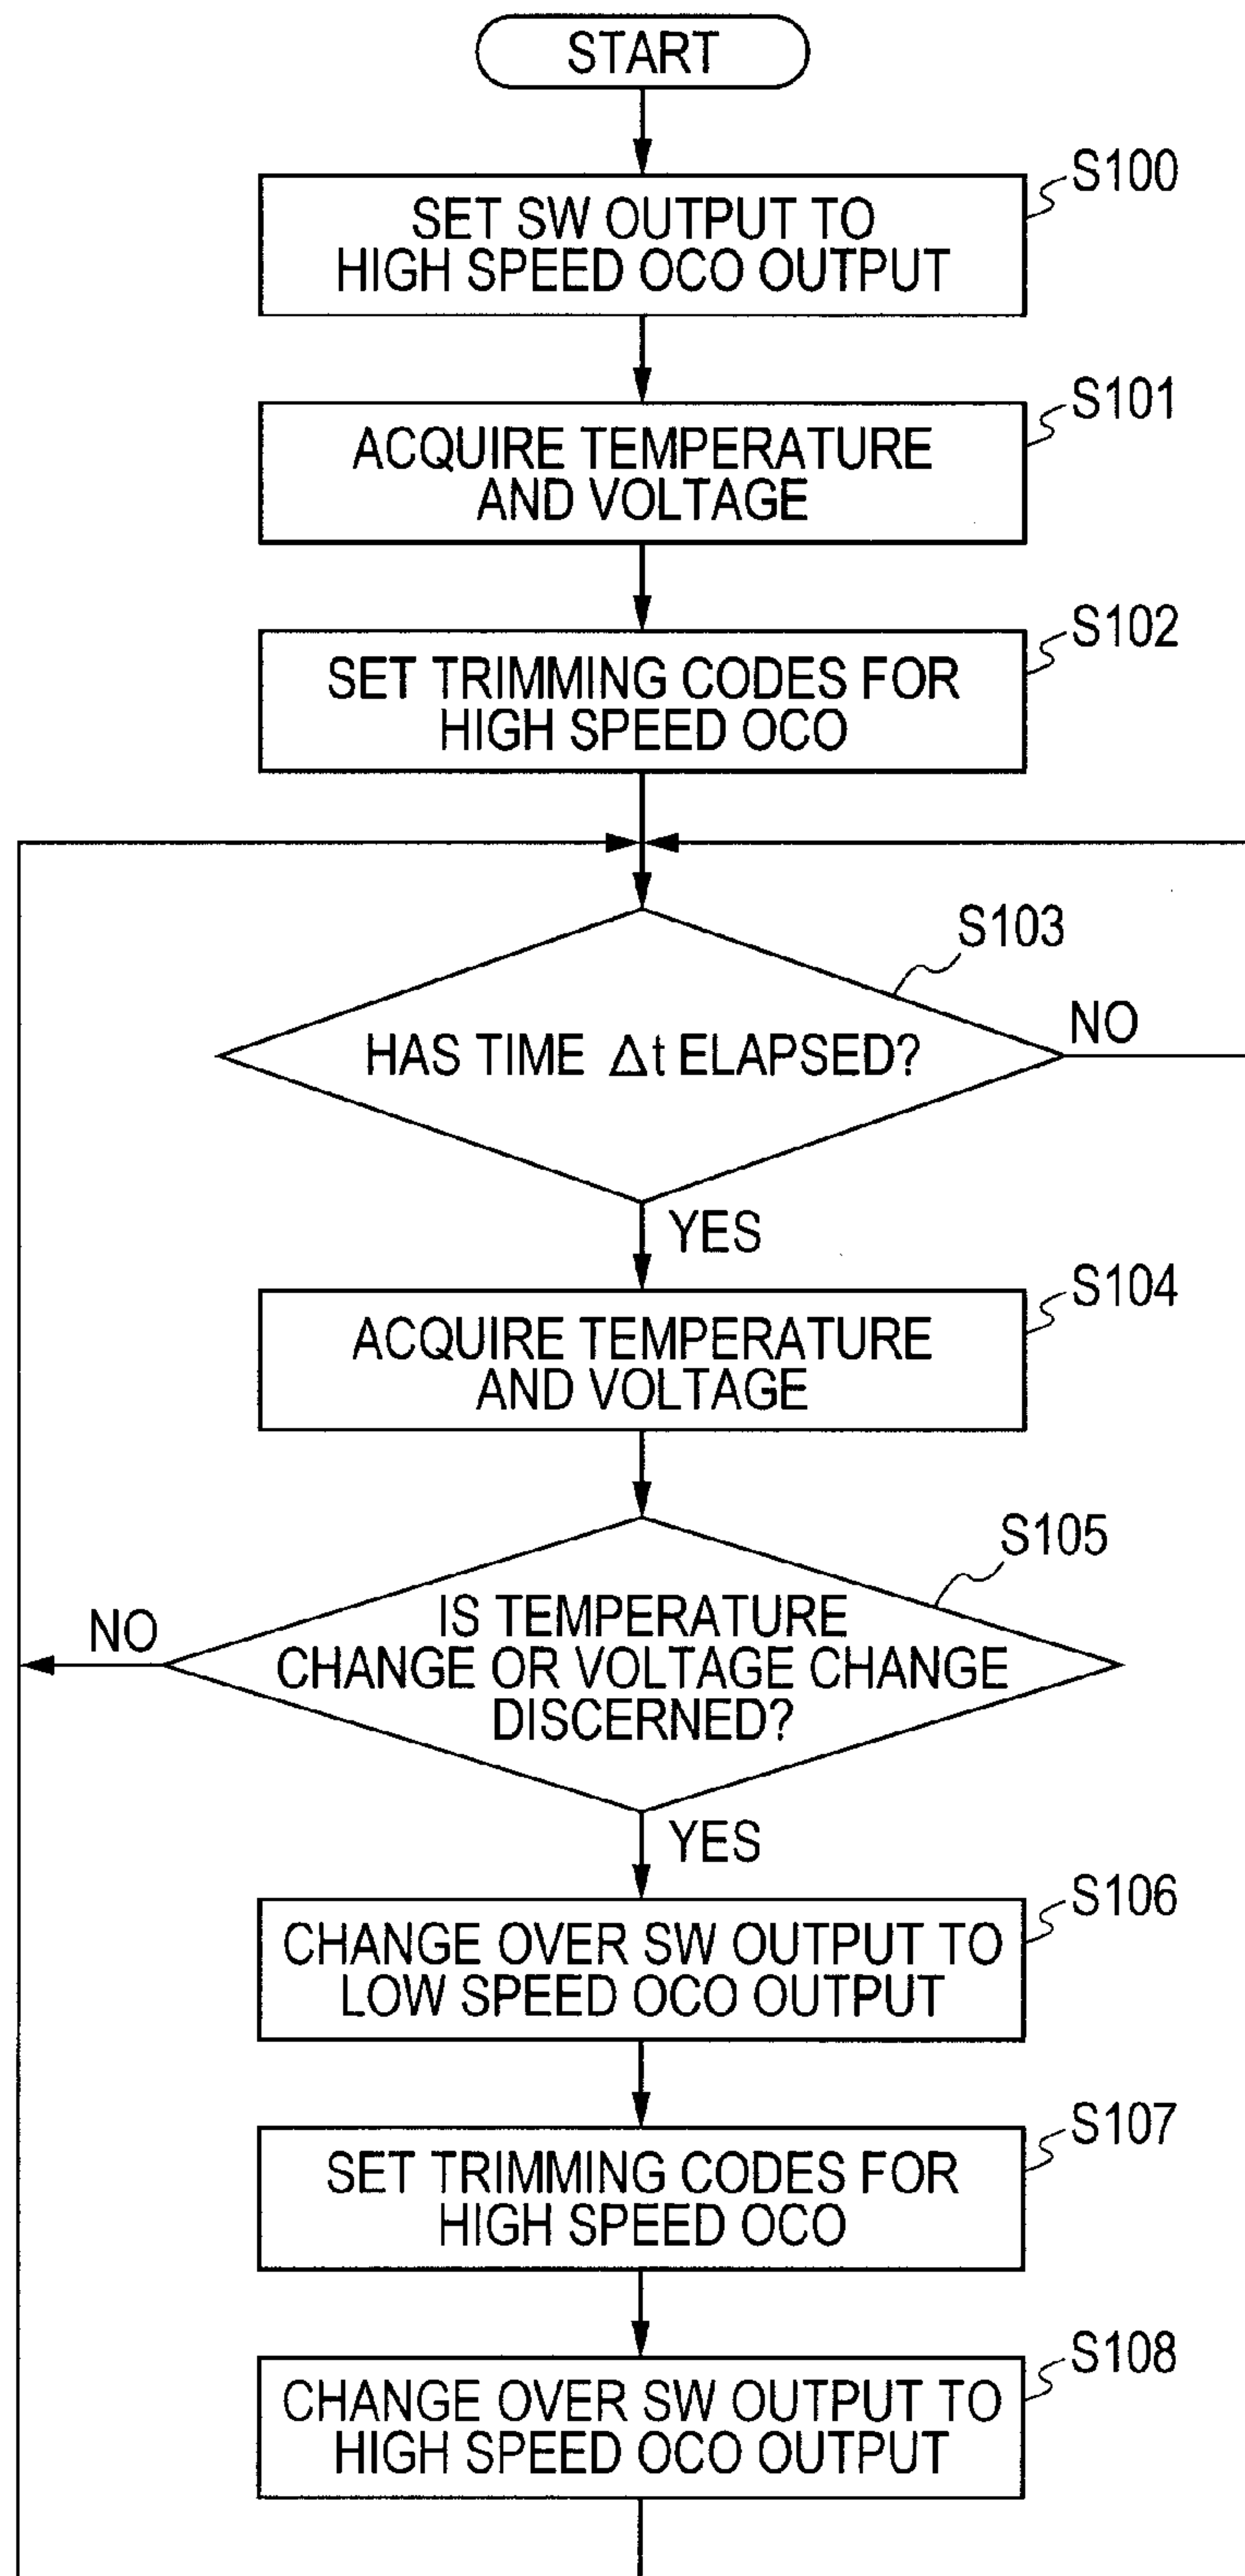 START
S100
SET SW OUTPUT TO
HIGH SPEED OCO OUTPUT
S101
ACQUIRE TEMPERATURE
AND VOLTAGE
S102
SET TRIMMING CODES FOR
HIGH SPEED OCO
S103
HAS TIME Δt ELAPSED?
NO
YES
S104
ACQUIRE TEMPERATURE
AND VOLTAGE
S105
IS TEMPERATURE
CHANGE OR VOLTAGE CHANGE
DISCERNED?
NO
YES
S106
CHANGE OVER SW OUTPUT TO
LOW SPEED OCO OUTPUT
S107
SET TRIMMING CODES FOR
HIGH SPEED OCO
S108
CHANGE OVER SW OUTPUT TO
HIGH SPEED OCO OUTPUT